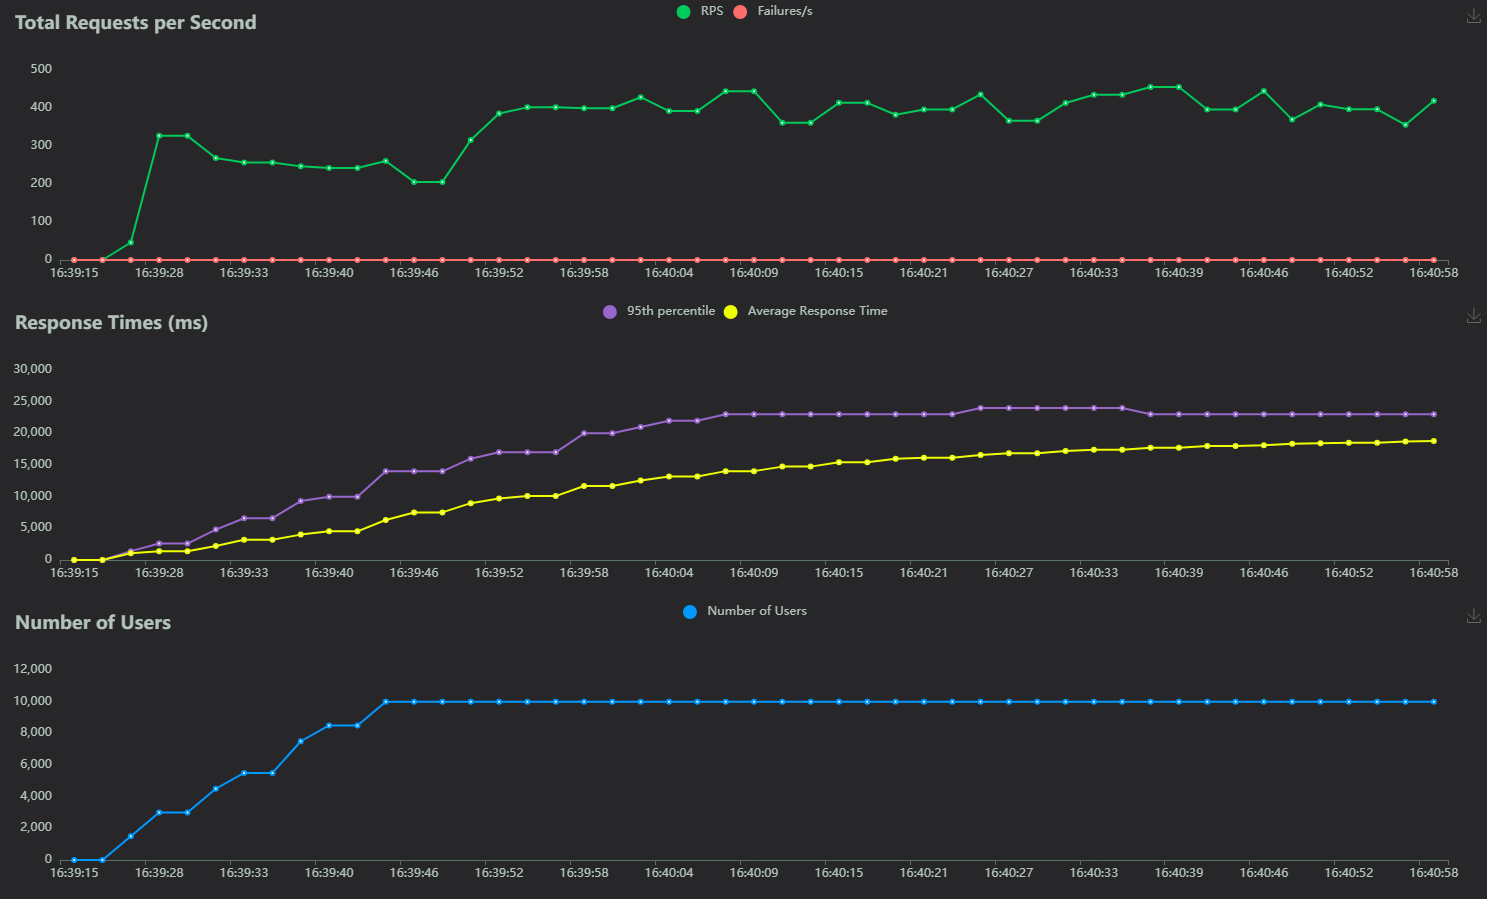 Total Requests per Second
RPS Failures/s
500
400
300
200
100
0
16:39:15 16:39:28 16:39:33 16:39:40 16:39:46 16:39:52 16:39:58 16:40:04 16:40:09 16:40:15 16:40:21 16:40:27 16:40:33 16:40:39 16:40:46 16:40:52 16:40:58
Response Times (ms)
95th percentile Average Response Time
30,000
25,000
20,000
15,000
10,000
5,000
0
16:39:15 16:39:28 16:39:33 16:39:40 16:39:46 16:39:52 16:39:58 16:40:04 16:40:09 16:40:15 16:40:21 16:40:27 16:40:33 16:40:39 16:40:46 16:40:52 16:40:58
Number of Users
Number of Users
12,000
10,000
8,000
6,000
4,000
2,000
0
16:39:15 16:39:28 16:39:33 16:39:40 16:39:46 16:39:52 16:39:58 16:40:04 16:40:09 16:40:15 16:40:21 16:40:27 16:40:33 16:40:39 16:40:46 16:40:52 16:40:58